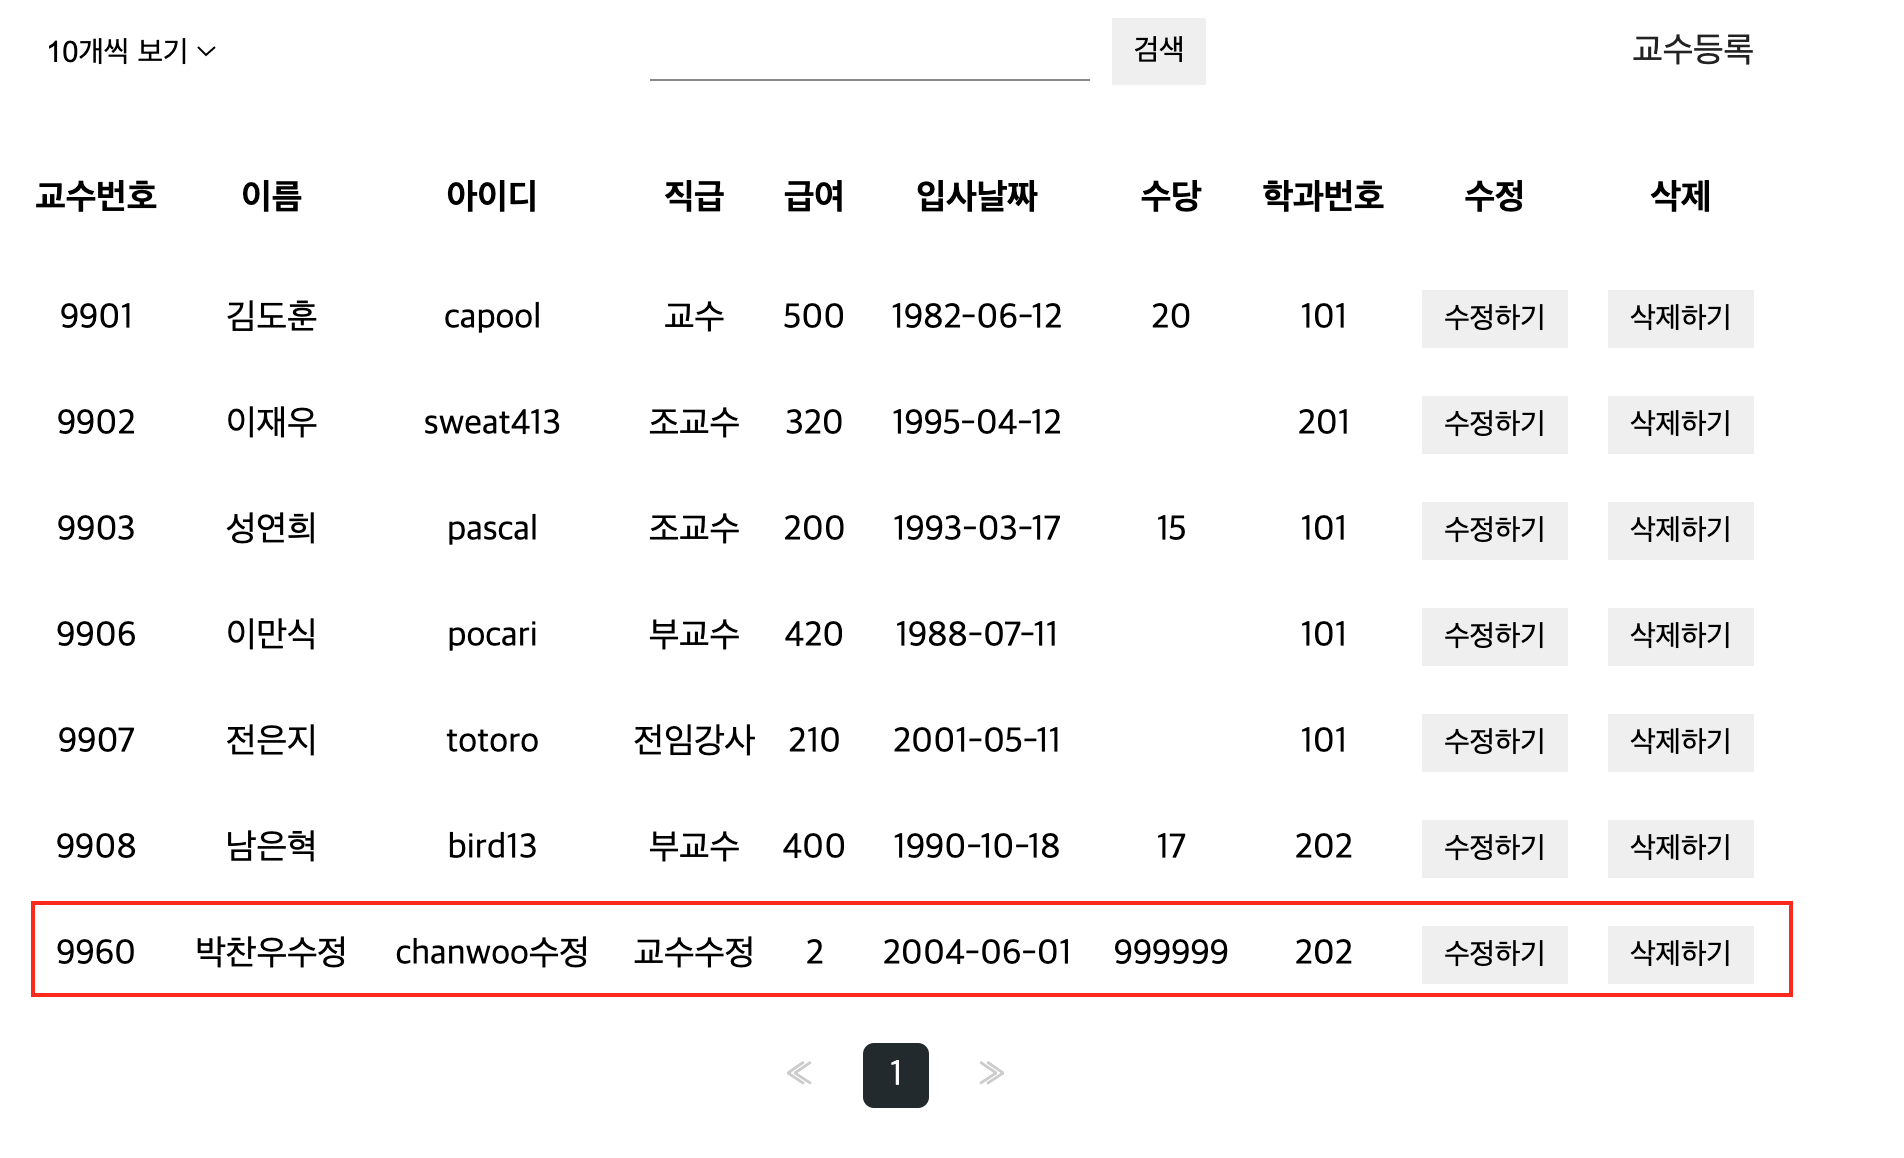 10개씩 보기 검색 교수등록
교수번호 이름 아이디 직급 급여 입사날짜 수당 학과번호 수정 삭제
9901 김도훈 capool 교수 500 1982-06-12 20 101 수정하기 삭제하기
9902 이재우 sweat413 조교수 320 1995-04-12 201 수정하기 삭제하기
9903 성연희 pascal 조교수 200 1993-03-17 15 101 수정하기 삭제하기
9906 이만식 pocari 부교수 420 1988-07-11 101 수정하기 삭제하기
9907 전은지 totoro 전임강사 210 2001-05-11 101 수정하기 삭제하기
9908 남은혁 bird13 부교수 400 1990-10-18 17 202 수정하기 삭제하기
9960 박찬우수정 chanwoo수정 교수수정 2 2004-06-01 999999 202 수정하기 삭제하기
1